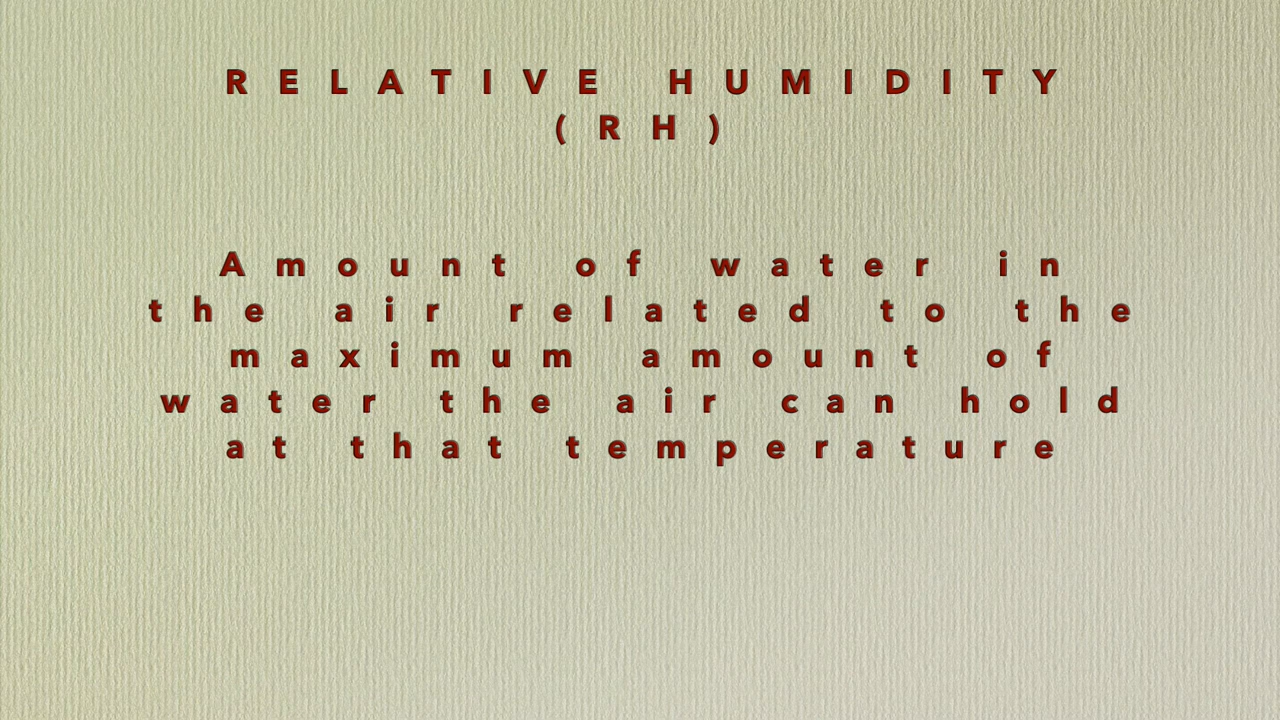 RELATIVE HUMIDITY
(RH)
Amount of water in
the air related to the
maximum amount of
water the air can hold
at that temperature